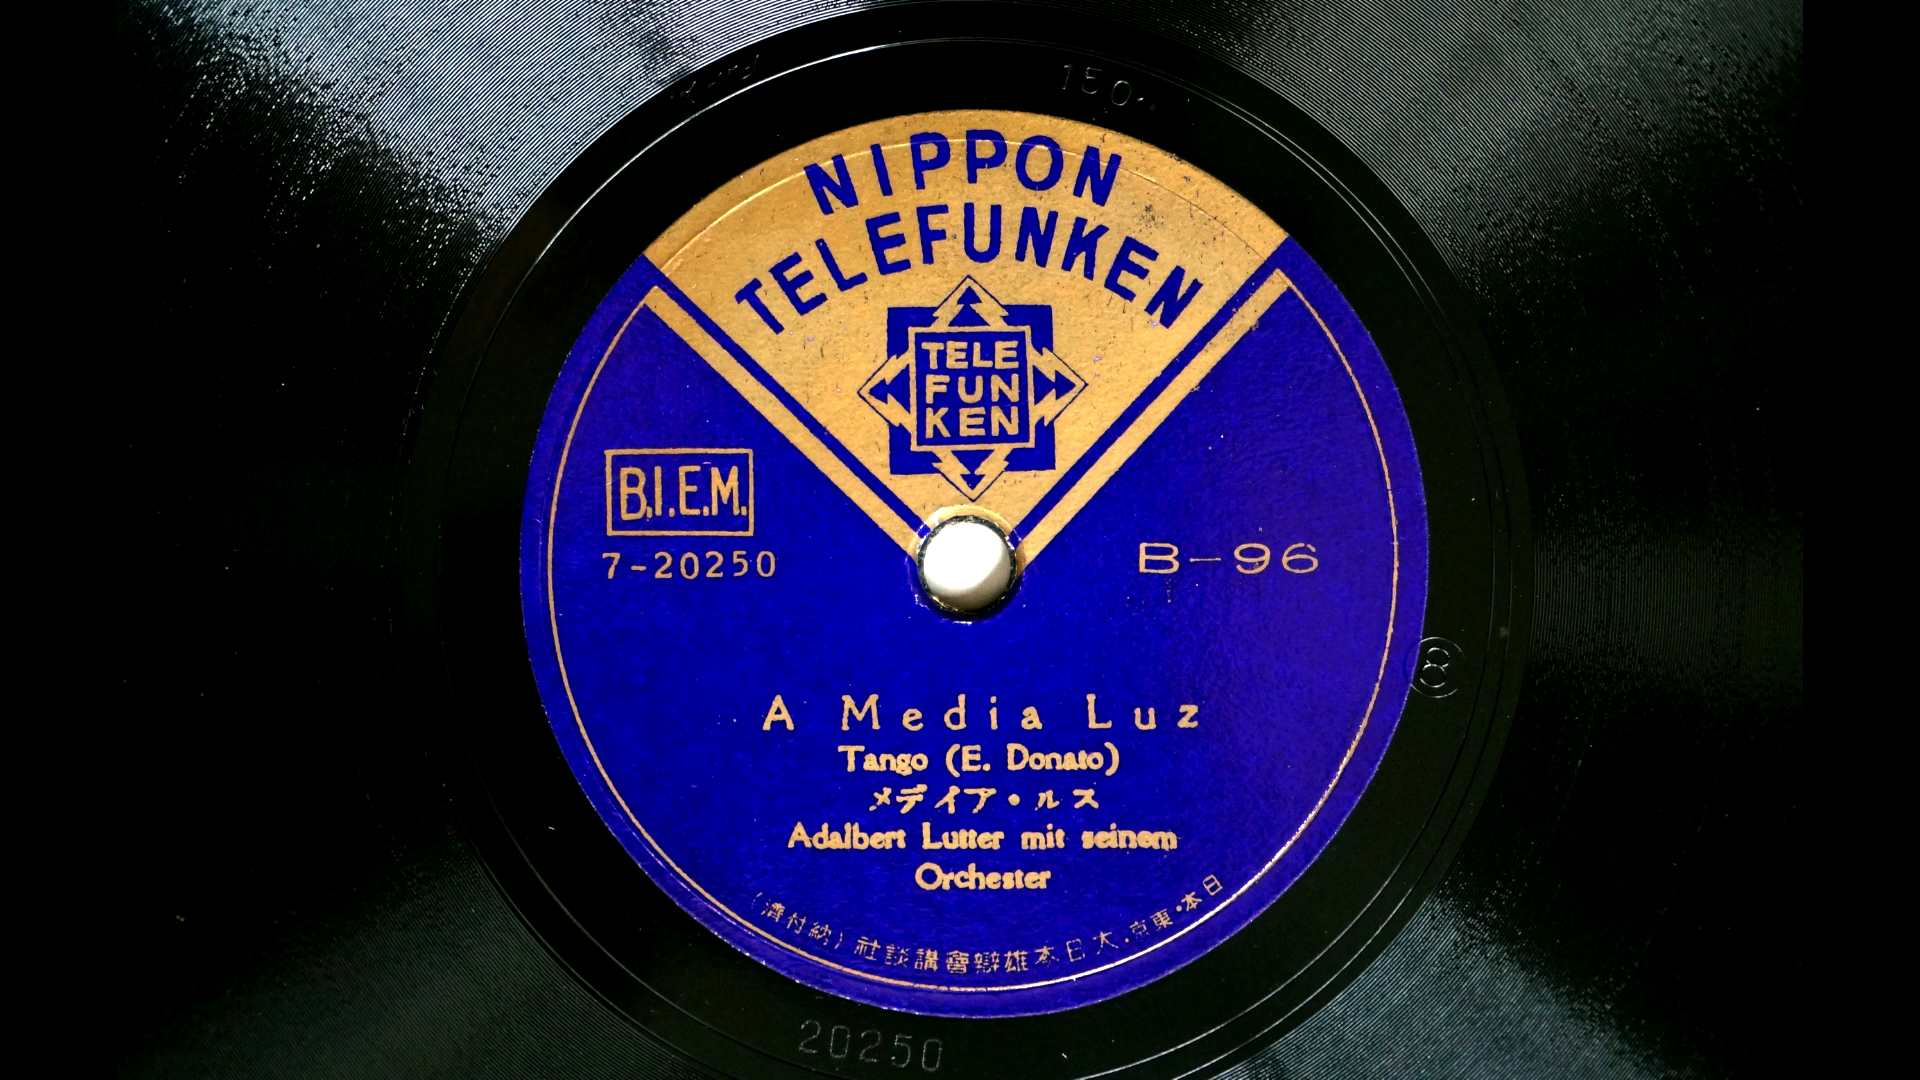 150
NIPPON
TELEFUNKEN
TELE
FUN
KEN
B.I.E.M.
7-20250
B-96
8
A Media Luz
Tango (E. Donato)
メデイア・ルス
Adalbert Lutter mit seinem
Orchester
日本・東京・大日本雄辯會講談社（納付濟）
20250